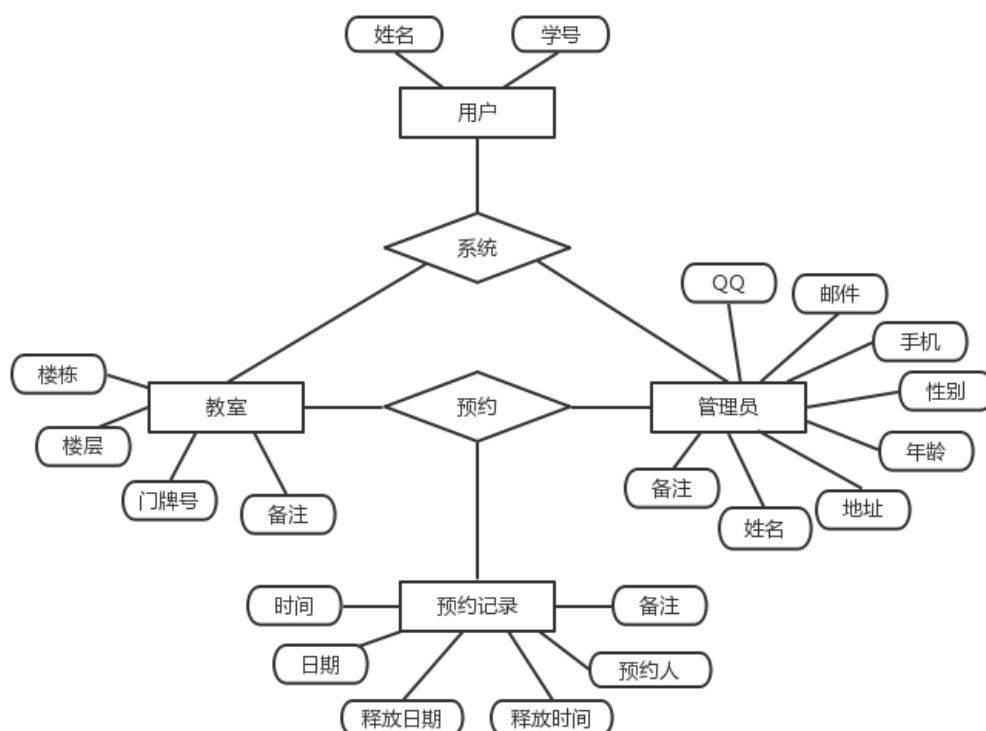 姓名
学号
用户
系统
QQ
邮件
手机
楼栋
教室
预约
管理员
性别
楼层
年龄
门牌号
备注
备注
姓名
地址
时间
预约记录
备注
日期
预约人
释放日期
释放时间